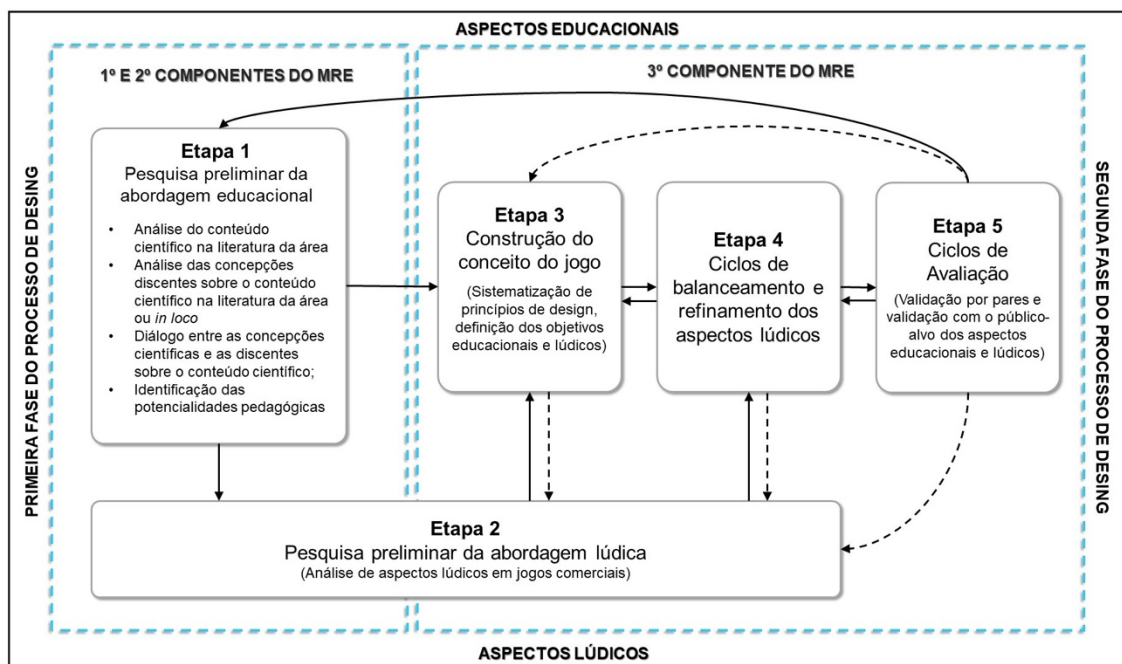 ASPECTOS EDUCACIONAIS
PRIMEIRA FASE DO PROCESSO DE DESING
1º E 2º COMPONENTES DO MRE
Etapa 1
Pesquisa preliminar da
abordagem educacional
• Análise do conteúdo
científico na literatura da área
• Análise das concepções
discentes sobre o conteúdo
científico na literatura da área
ou in loco
• Diálogo entre as concepções
científicas e as discentes
sobre o conteúdo científico;
• Identificação das
potencialidades pedagógicas
3º COMPONENTE DO MRE
Etapa 3
Construção do
conceito do jogo
(Sistematização de
princípios de design,
definição dos objetivos
educacionais e lúdicos)
Etapa 4
Ciclos de
balanceamento e
refinamento dos
aspectos lúdicos
Etapa 5
Ciclos de
Avaliação
(Validação por pares e
validação com o público-
alvo dos aspectos
educacionais e lúdicos)
SEGUNDA FASE DO PROCESSO DE DESING
Etapa 2
Pesquisa preliminar da abordagem lúdica
(Análise de aspectos lúdicos em jogos comerciais)
ASPECTOS LÚDICOS